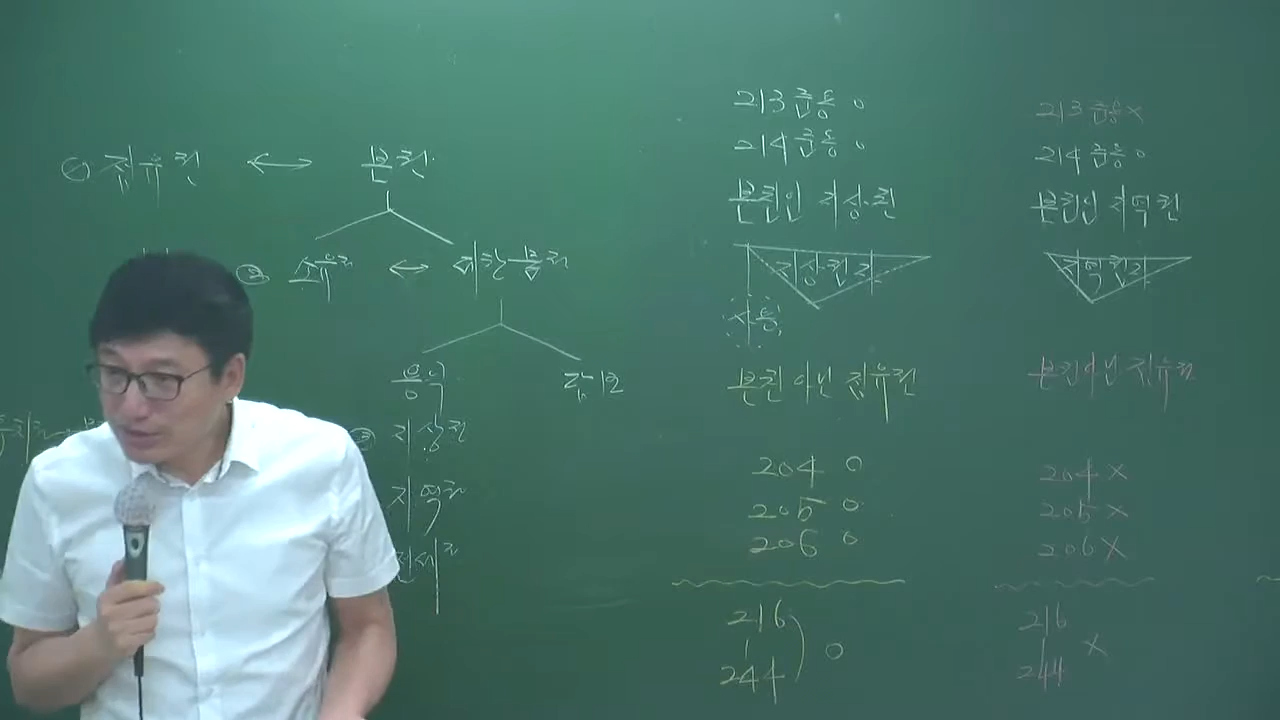 ① 점유권 ↔ 본권
② 소유권 ↔ 제한물권
용익 담보
지상권
지역권
전세권
213 준용 O
214 준용 O
본권인 지상권
지상권리
사용
본권 아닌 점유권
204 O
205 O
206 O
216
244 O
213 준용 X
214 준용 O
본권인 지역권
지역권리
본권 아닌 점유권
204 X
205 X
206 X
216
244 X